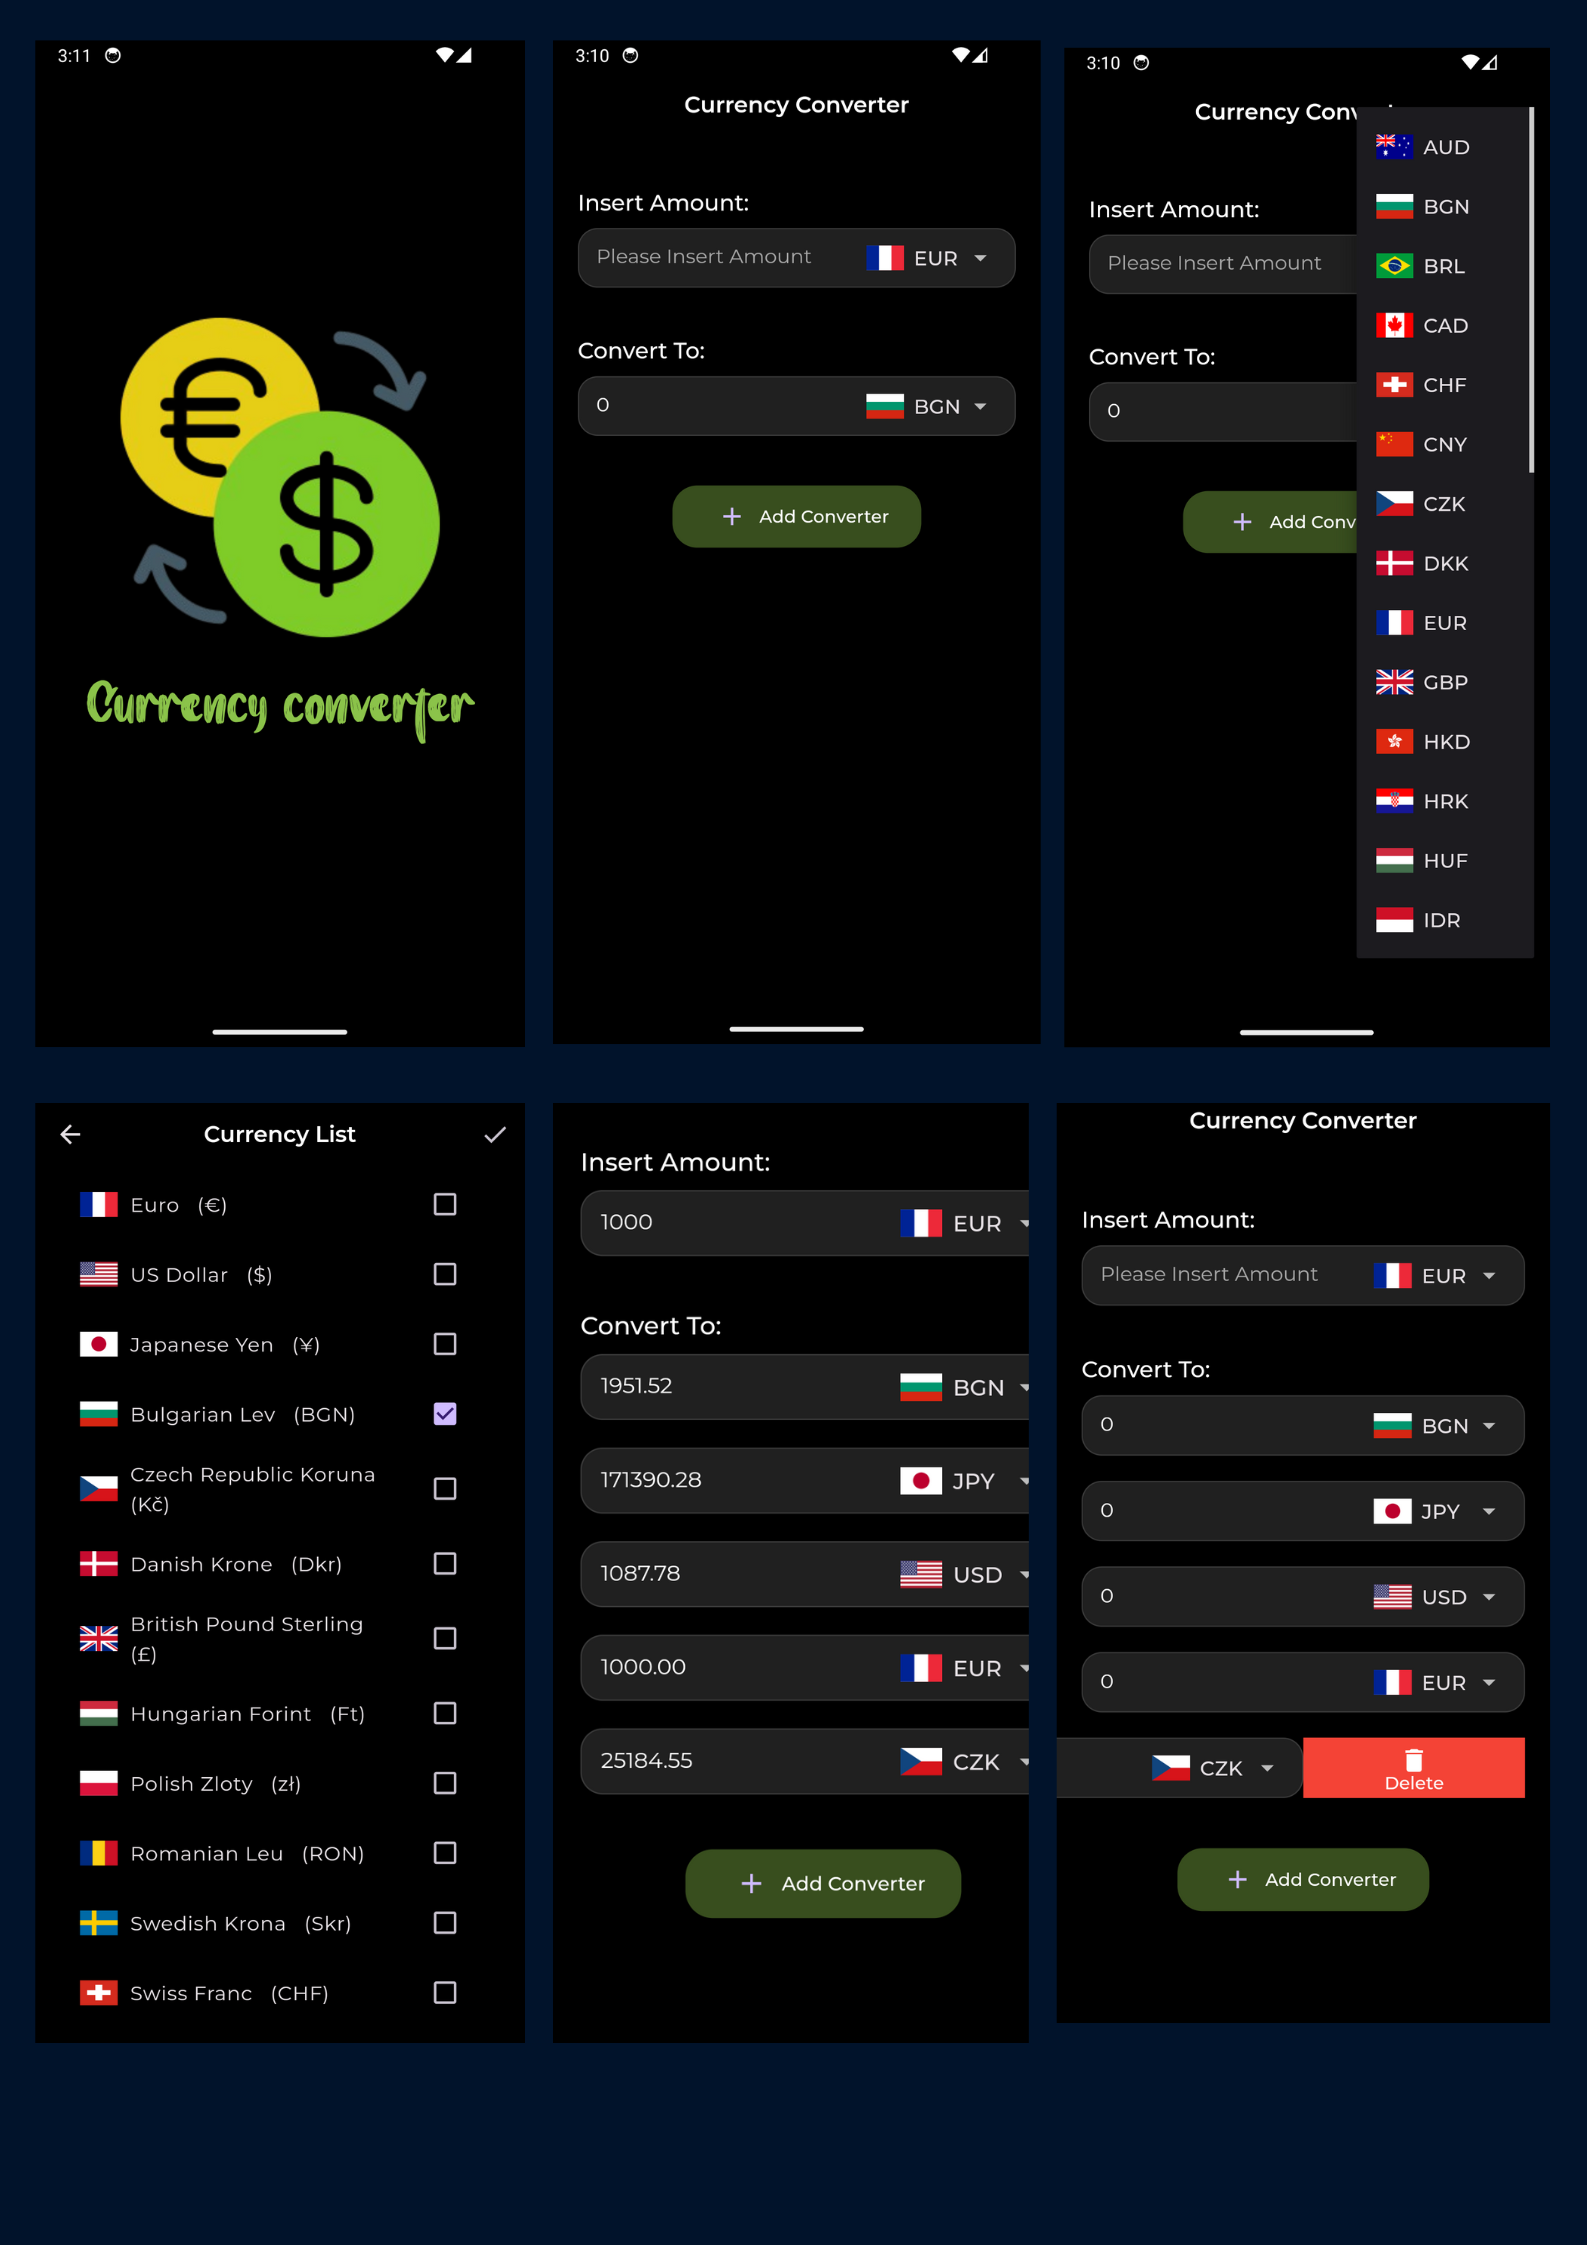 3:11
€
$
Currency converter
3:10
Currency Converter
Insert Amount:
Please Insert Amount
EUR
Convert To:
0
BGN
+ Add Converter
3:10
Currency
Insert Amount:
Please Insert Amount
Convert To:
0
+ Add
AUD
BGN
BRL
CAD
CHF
CNY
CZK
DKK
EUR
GBP
HKD
HRK
HUF
IDR
Currency List
Euro (€)
US Dollar ($)
Japanese Yen (¥)
Bulgarian Lev (BGN)
Czech Republic Koruna
(Kč)
Danish Krone (Dkr)
British Pound Sterling
(£)
Hungarian Forint (Ft)
Polish Zloty (zł)
Romanian Leu (RON)
Swedish Krona (Skr)
Swiss Franc (CHF)
Insert Amount:
1000 EUR
Convert To:
1951.52 BGN
171390.28 JPY
1087.78 USD
1000.00 EUR
25184.55 CZK
+ Add Converter
Currency Converter
Insert Amount:
Please Insert Amount EUR
Convert To:
0 BGN
0 JPY
0 USD
0 EUR
CZK
Delete
+ Add Converter